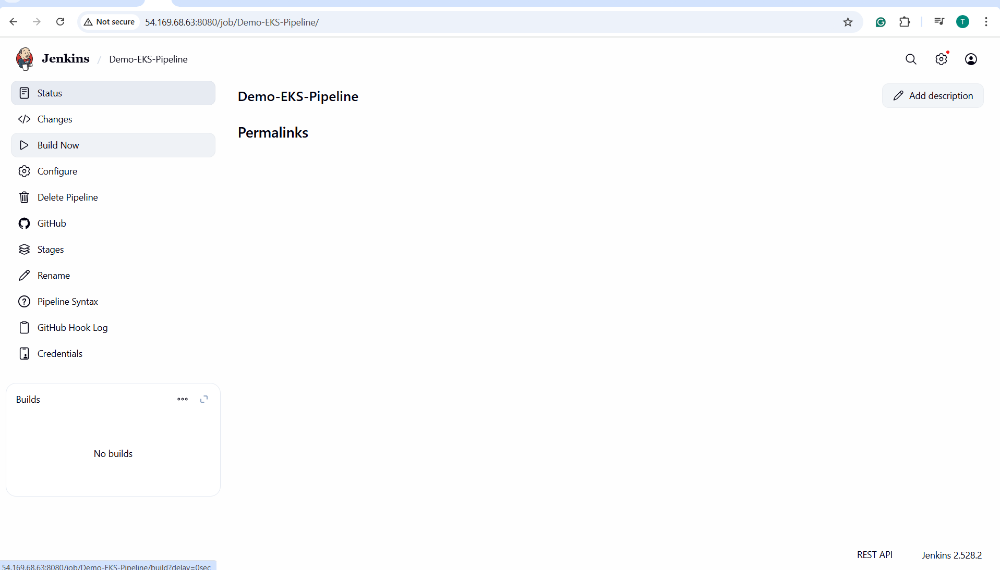 Not secure 54.169.68.63:8080/job/Demo-EKS-Pipeline/
T
Jenkins / Demo-EKS-Pipeline
Status
Changes
Build Now
Configure
Delete Pipeline
GitHub
Stages
Rename
Pipeline Syntax
GitHub Hook Log
Credentials
Demo-EKS-Pipeline
Add description
Permalinks
Builds
No builds
REST API
Jenkins 2.528.2
54.169.68.63:8080/job/Demo-EKS-Pipeline/build?delay=0sec